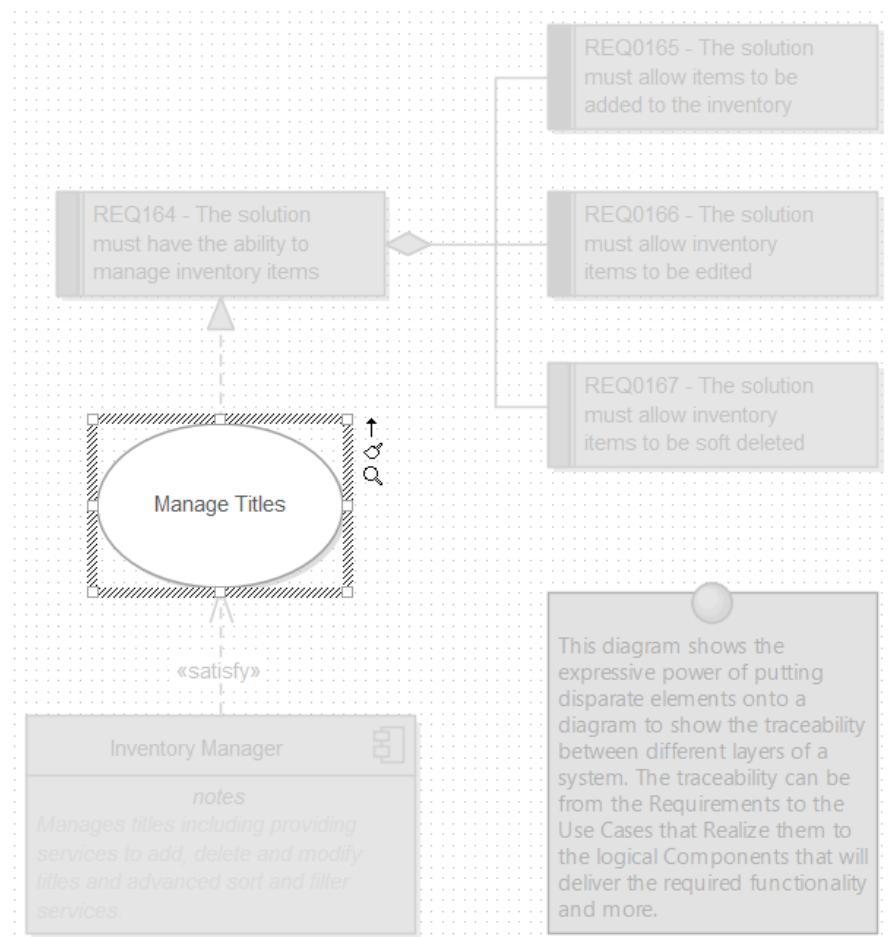 REQ0165 - The solution
must allow items to be
added to the inventory
REQ164 - The solution
must have the ability to
manage inventory items
REQ0166 - The solution
must allow inventory
items to be edited
REQ0167 - The solution
must allow inventory
items to be soft deleted
Manage Titles
«satisfy»
Inventory Manager
notes
Manages titles including providing
services to add, delete and modify
titles and advanced sort and filler
services.
This diagram shows the
expressive power of putting
disparate elements onto a
diagram to show the traceability
between different layers of a
system. The traceability can be
from the Requirements to the
Use Cases that Realize them to
the logical Components that will
deliver the required functionality
and more.